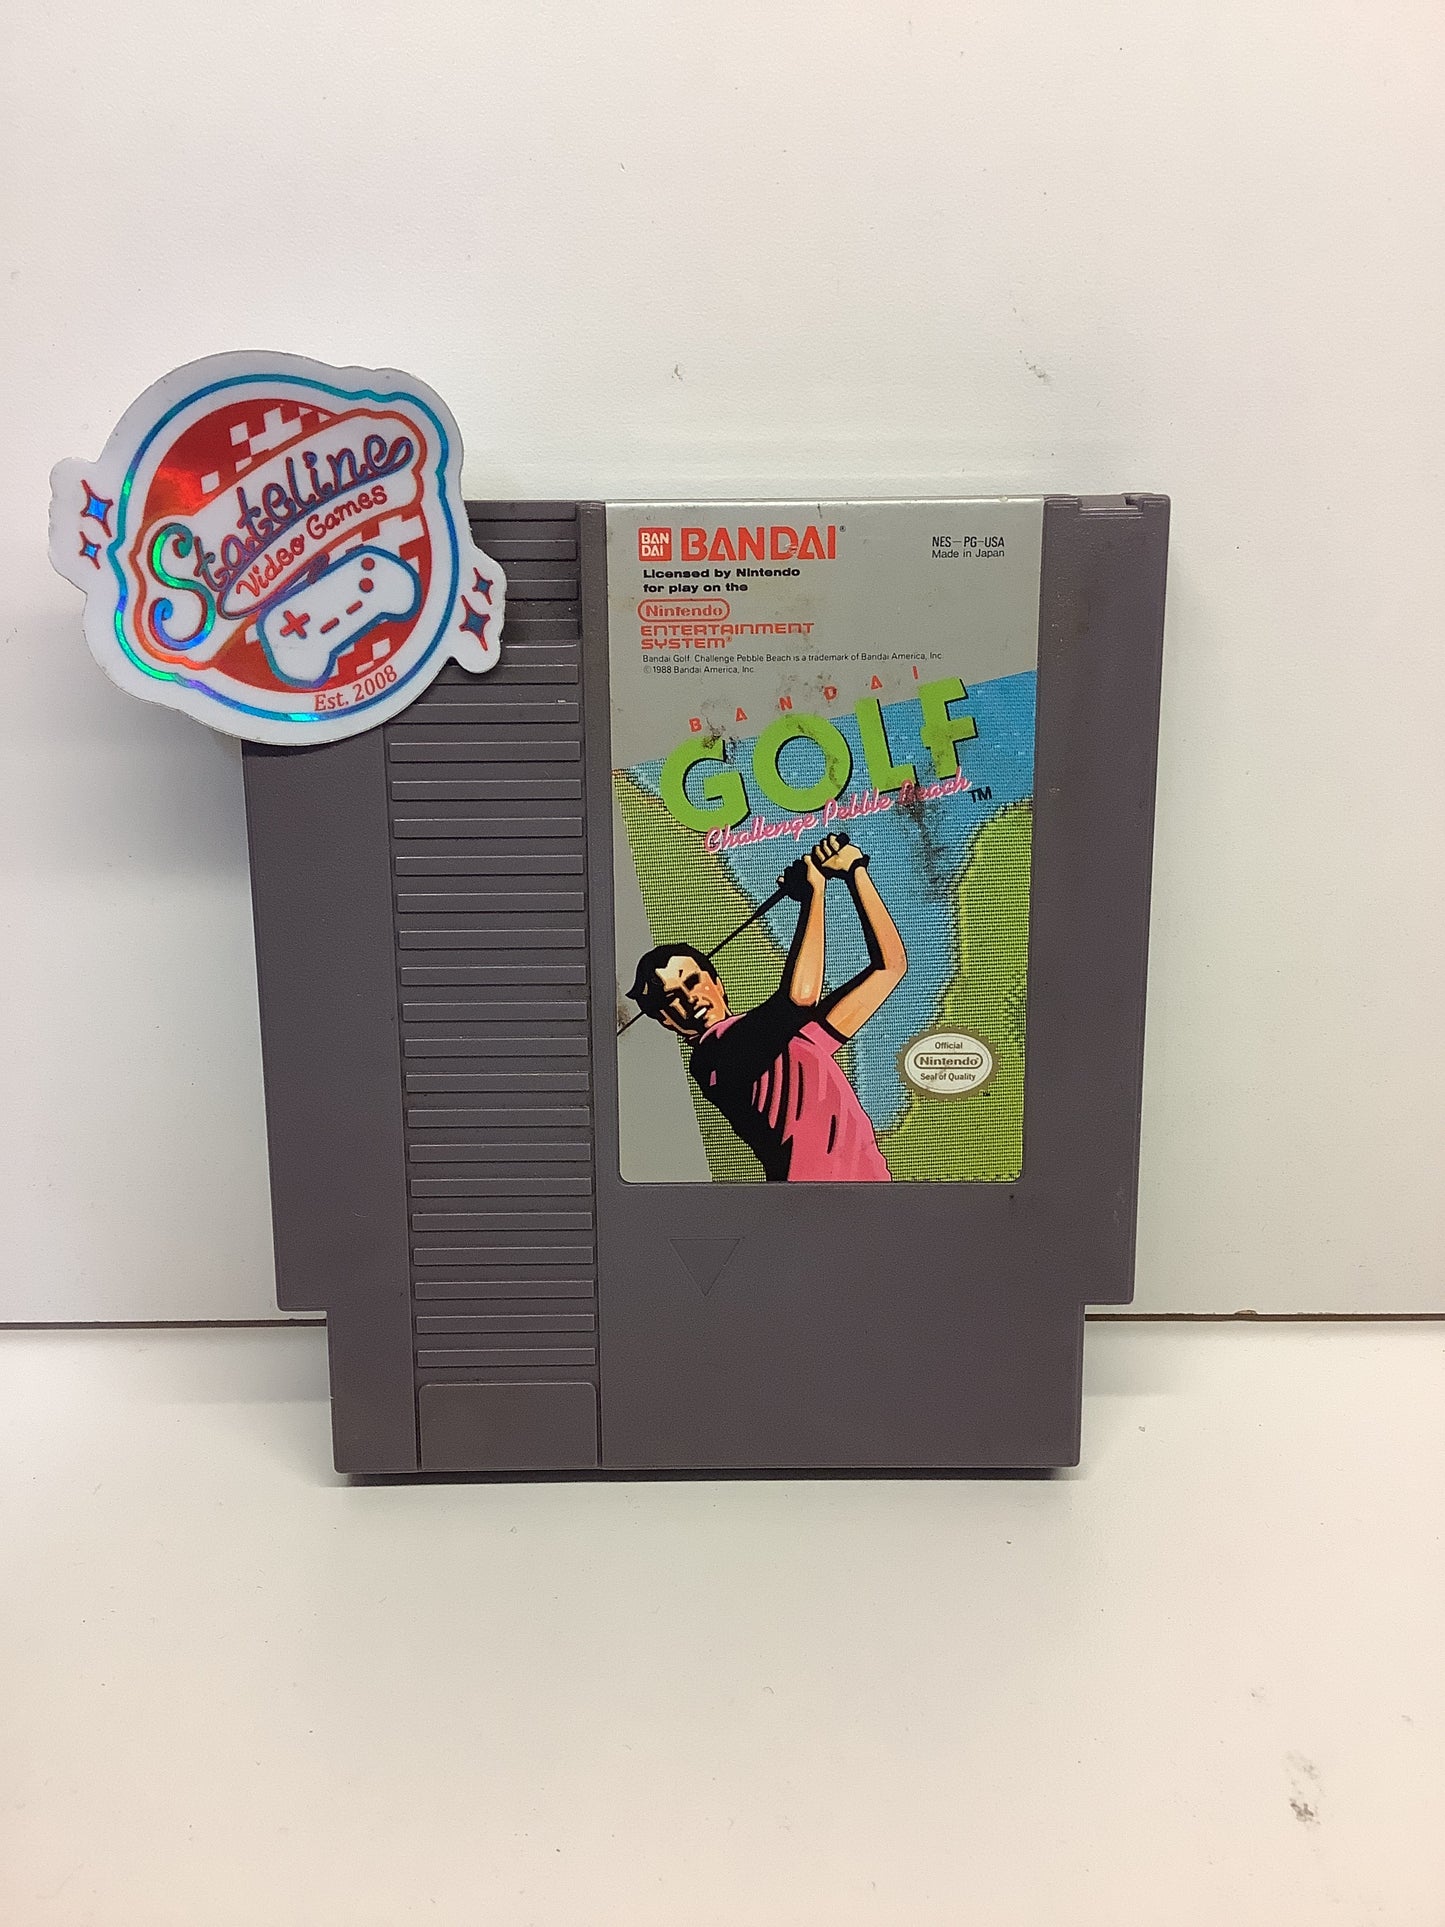 Stateline
Video Games
Est. 2008
BAN
DAI
BANDAI®
NES-PG-USA
Made in Japan
Licensed by Nintendo
for play on the
Nintendo
ENTERTAINMENT
SYSTEM®
Bandai Golf: Challenge Pebble Beach is a trademark of Bandai America, Inc.
©1988 Bandai America, Inc.
BANDAI
GOLF
Challenge Pebble Beach TM
Official
Nintendo
Seal of Quality
TM